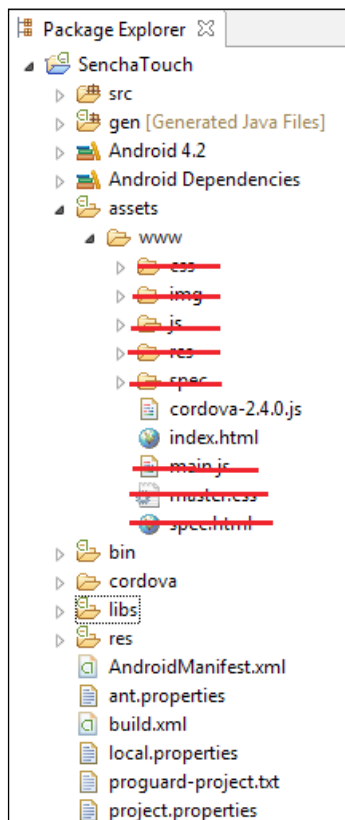 Package Explorer
SenchaTouch
src
gen [Generated Java Files]
Android 4.2
Android Dependencies
assets
www
css
img
js
res
spec
cordova-2.4.0.js
index.html
main.js
master.css
spec.html
bin
cordova
libs
res
AndroidManifest.xml
ant.properties
build.xml
local.properties
proguard-project.txt
project.properties